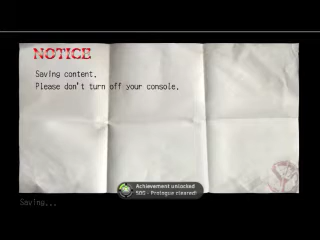 NOTICE
Saving content.
Please don't turn off your console.
Achievement unlocked
50G - Prologue cleared!
Saving...